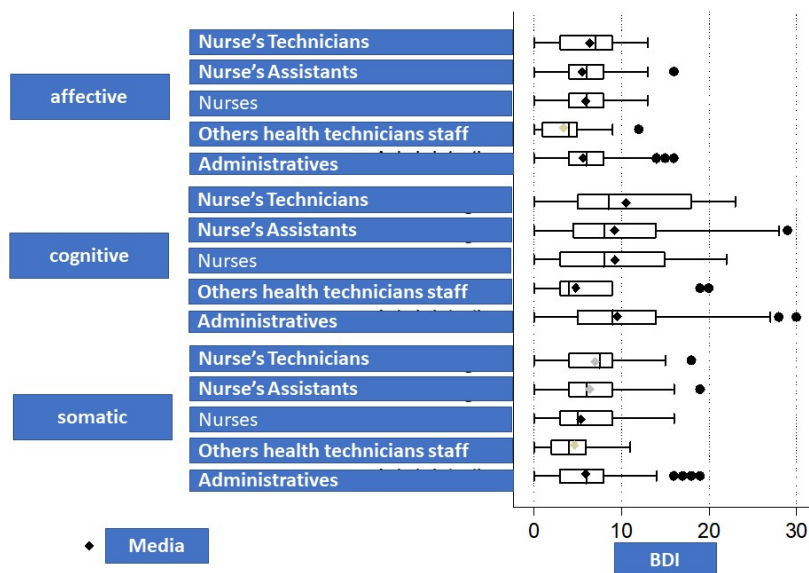 affective
Nurse's Technicians
Nurse's Assistants
Nurses
Others health technicians staff
Administratives
cognitive
Nurse's Technicians
Nurse's Assistants
Nurses
Others health technicians staff
Administratives
somatic
Nurse's Technicians
Nurse's Assistants
Nurses
Others health technicians staff
Administratives
0 10 20 30
Media
BDI